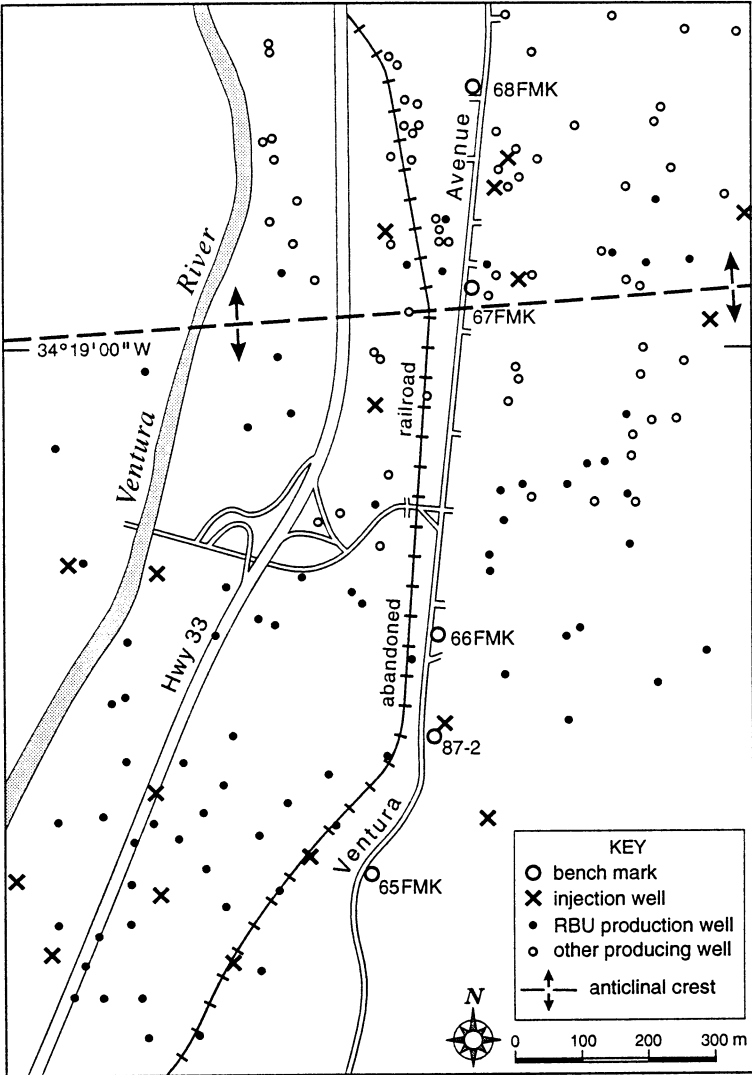 68FMK
Avenue
River
67FMK
34°19'00" W
railroad
Ventura
66FMK
Hwy 33
abandoned
87-2
Ventura
65FMK
KEY
bench mark
injection well
RBU production well
other producing well
anticlinal crest
N
0 100 200 300 m